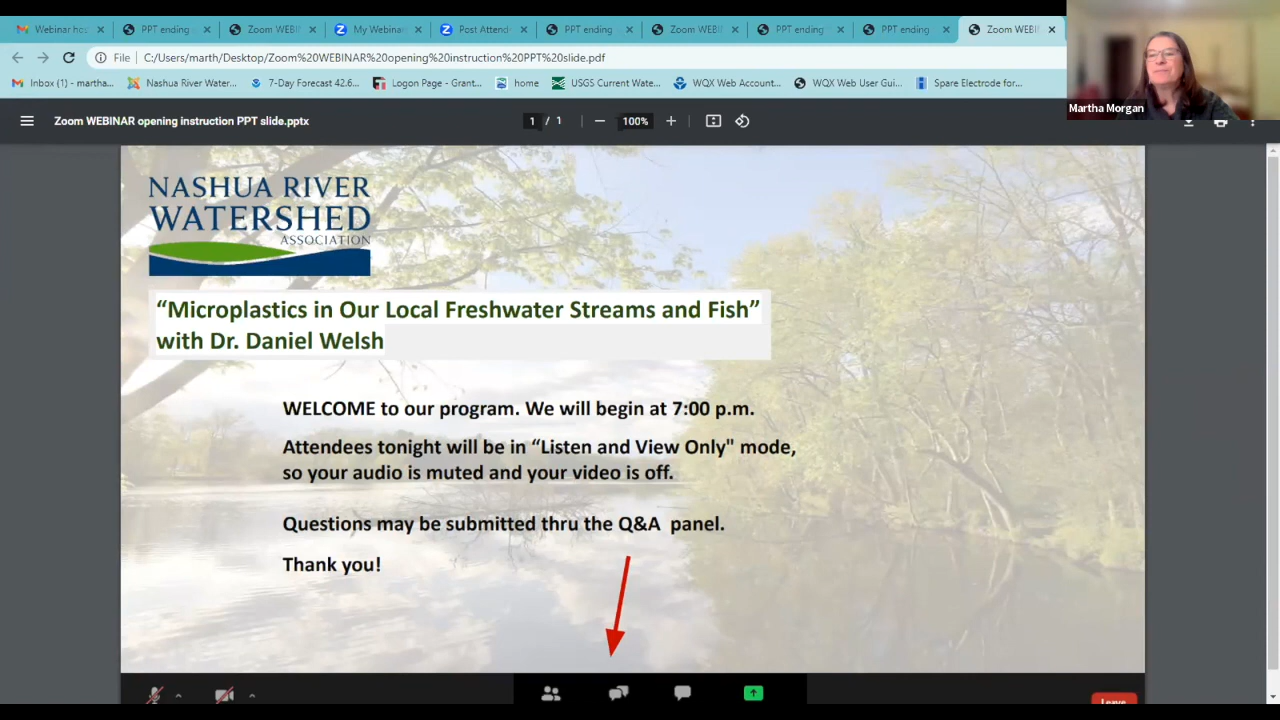 Webinar hos
PPT ending
Zoom WEBI
My Webinar
Post Attend
PPT ending
Zoom WEBI
PPT ending
PPT ending
Zoom WEBI
File
C:/Users/marth/Desktop/Zoom%20WEBINAR%20opening%20instruction%20PPT%20slide.pdf
Inbox (1) - martha...
Nashua River Water...
7-Day Forecast 42.6...
Logon Page - Grant...
home
USGS Current Wate...
WQX Web Account...
WQX Web User Gui...
Spare Electrode for...
Martha Morgan
Zoom WEBINAR opening instruction PPT slide.pptx
1 / 1
100%
NASHUA RIVER
WATERSHED
ASSOCIATION
“Microplastics in Our Local Freshwater Streams and Fish”
with Dr. Daniel Welsh
WELCOME to our program. We will begin at 7:00 p.m.
Attendees tonight will be in “Listen and View Only" mode,
so your audio is muted and your video is off.
Questions may be submitted thru the Q&A panel.
Thank you!
Leave